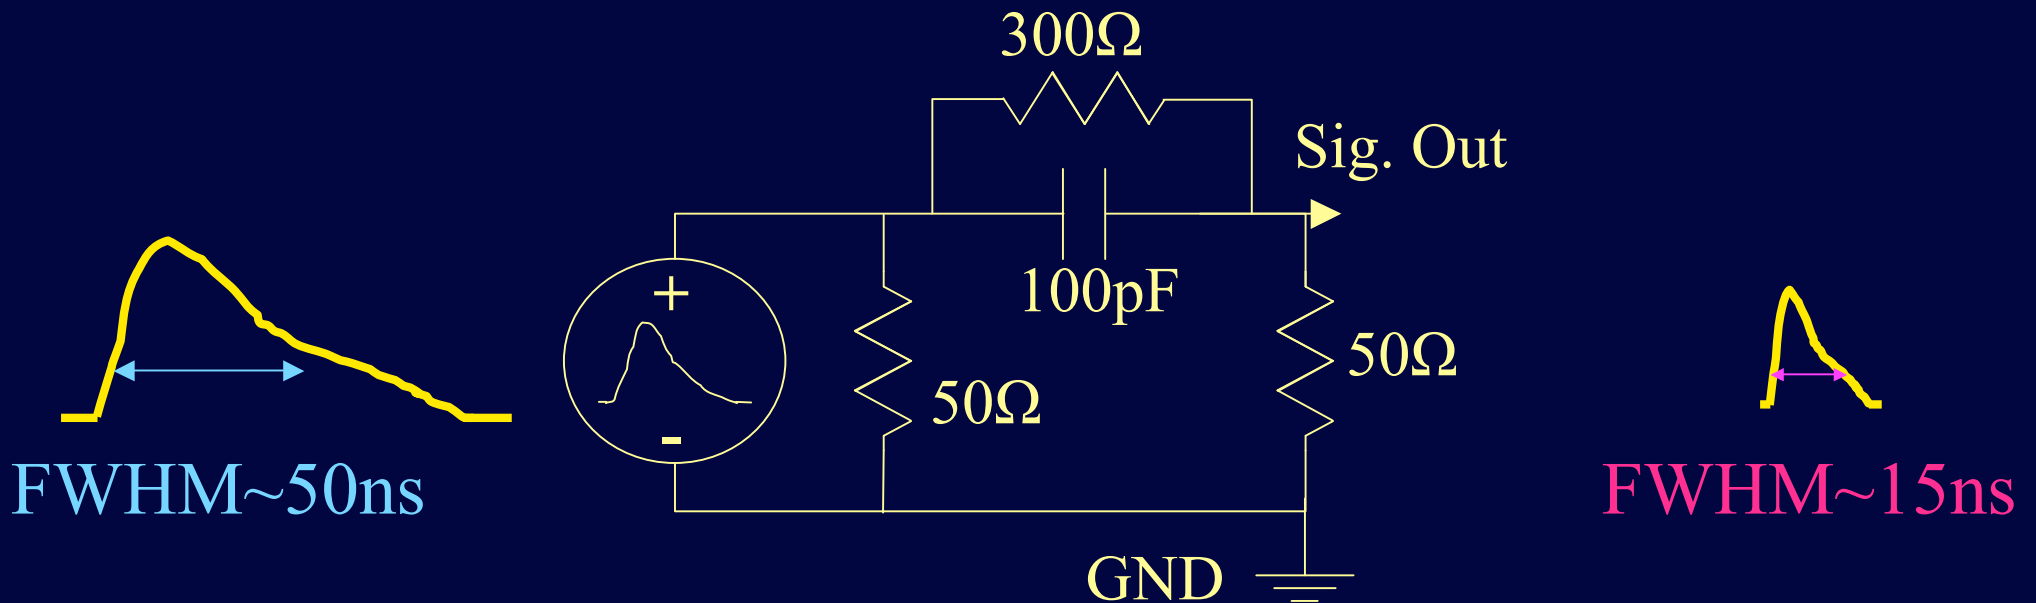 300Ω
Sig. Out
+
100pF
50Ω
50Ω
-
FWHM~50ns
FWHM~15ns
GND